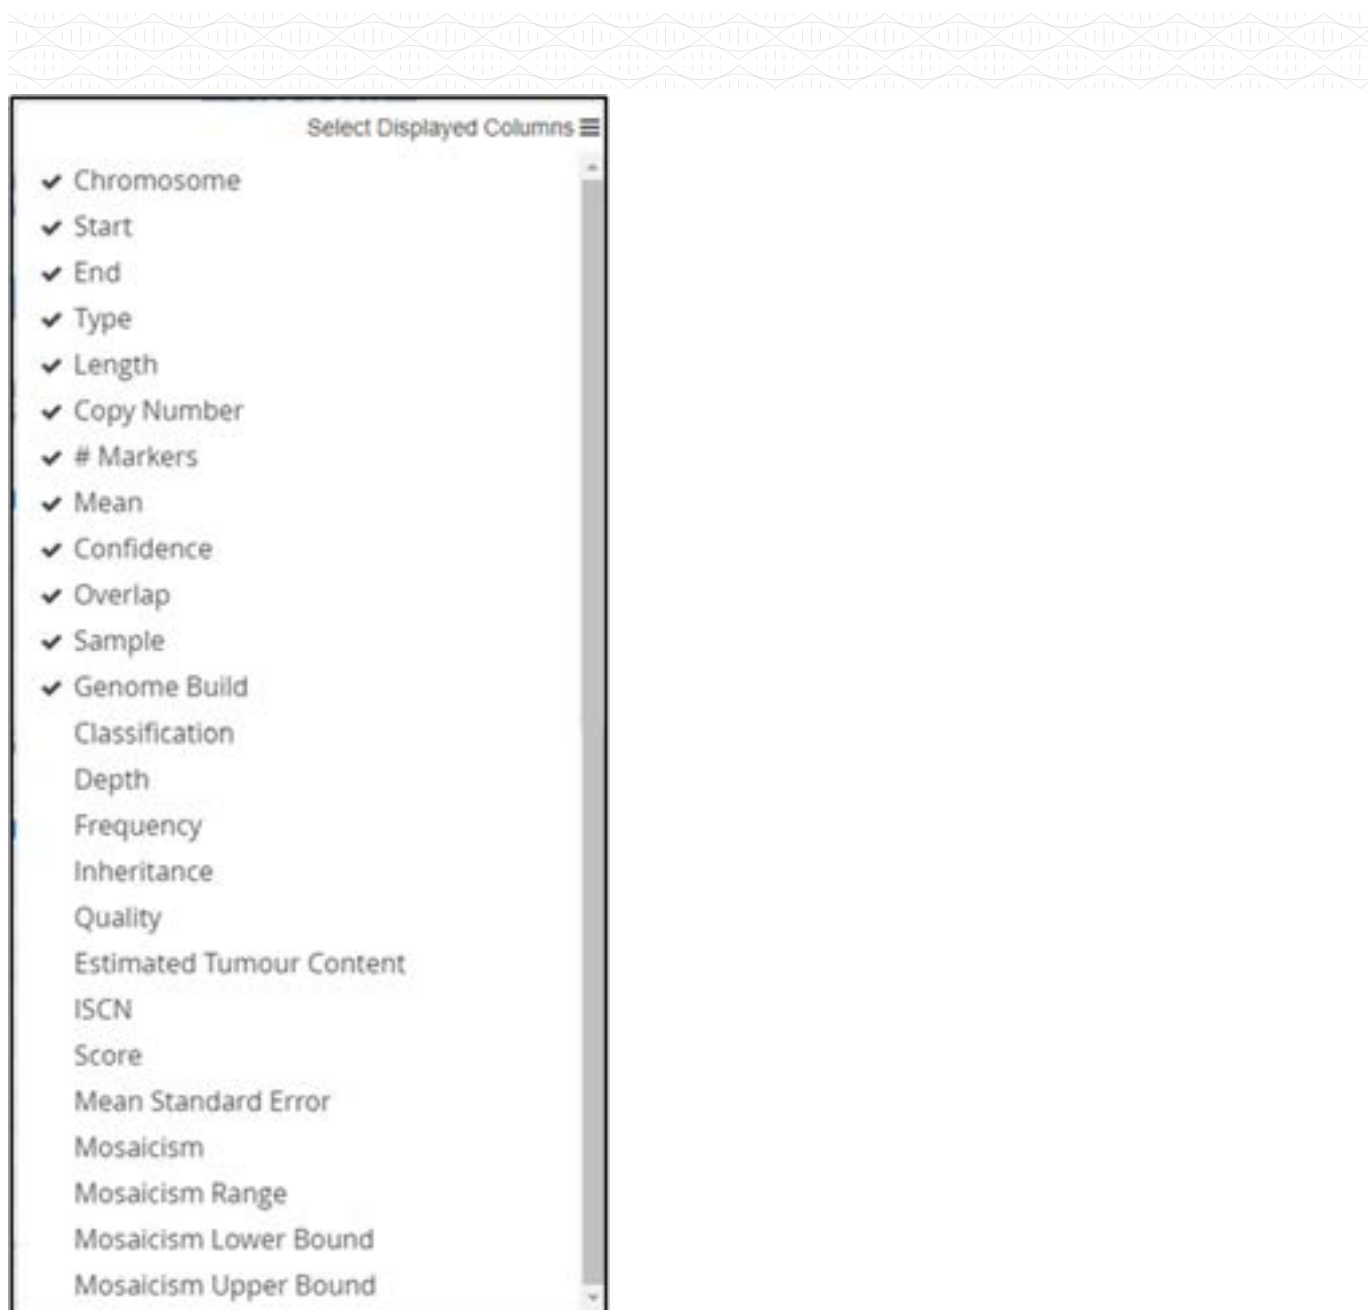 Select Displayed Columns
Chromosome
Start
End
Type
Length
Copy Number
# Markers
Mean
Confidence
Overlap
Sample
Genome Build
Classification
Depth
Frequency
Inheritance
Quality
Estimated Tumour Content
ISCN
Score
Mean Standard Error
Mosaicism
Mosaicism Range
Mosaicism Lower Bound
Mosaicism Upper Bound